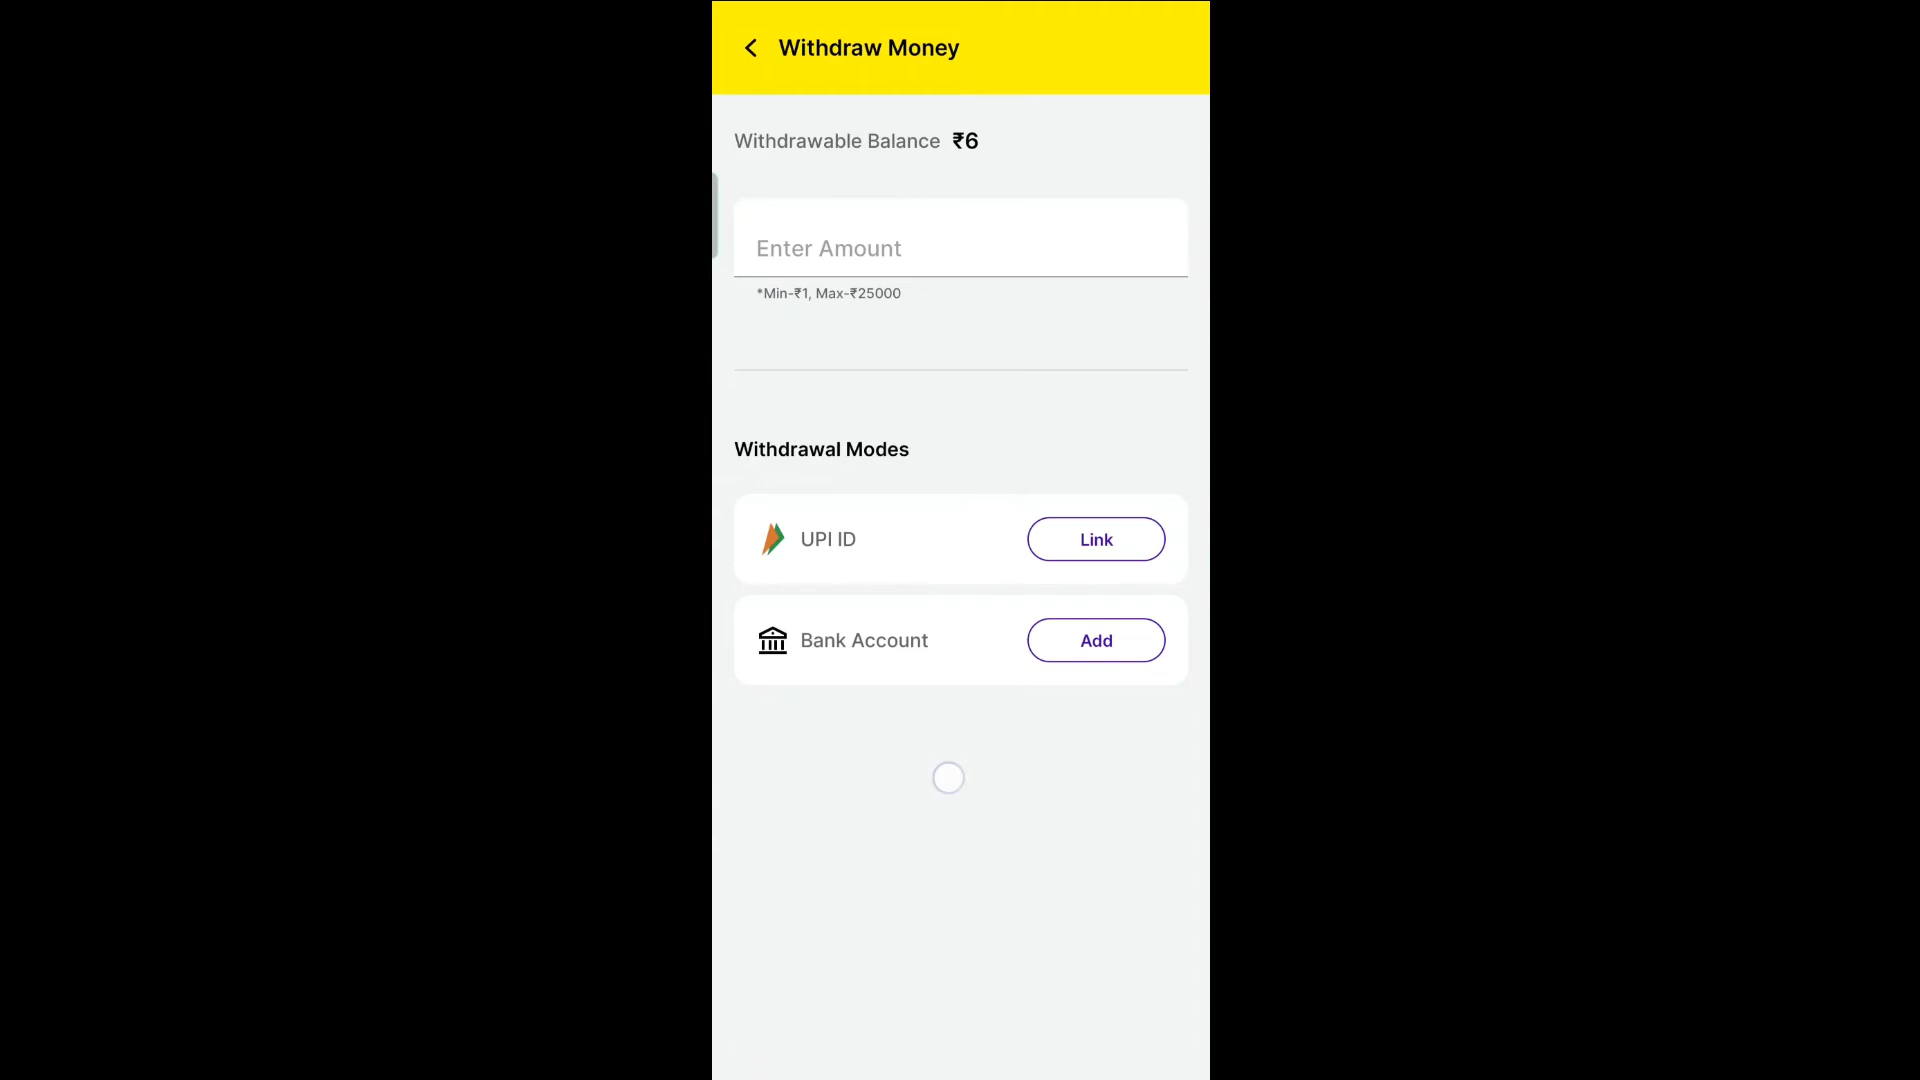 Withdraw Money
Withdrawable Balance ₹6
Enter Amount
*Min-₹1, Max-₹25000
Withdrawal Modes
UPI ID Link
Bank Account Add